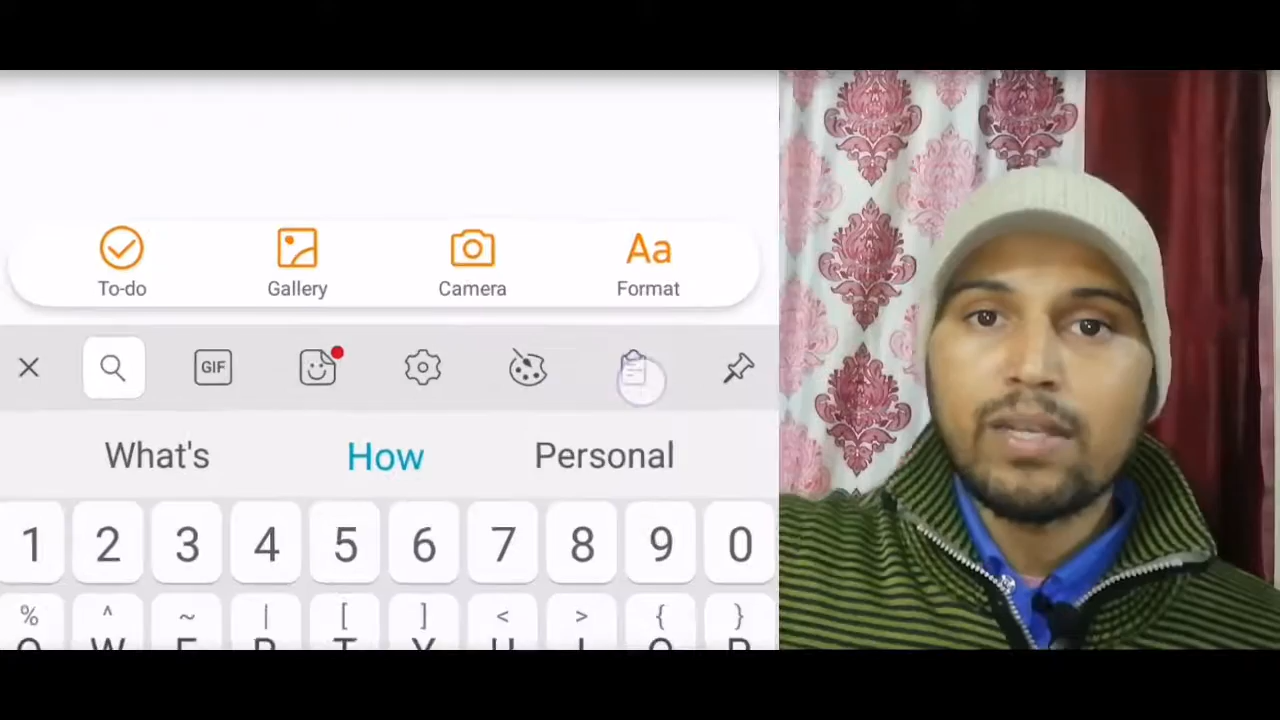 To-do Gallery Camera Format
GIF
What's How Personal
1 2 3 4 5 6 7 8 9 0
% ^ ~ | [ ] < > { }